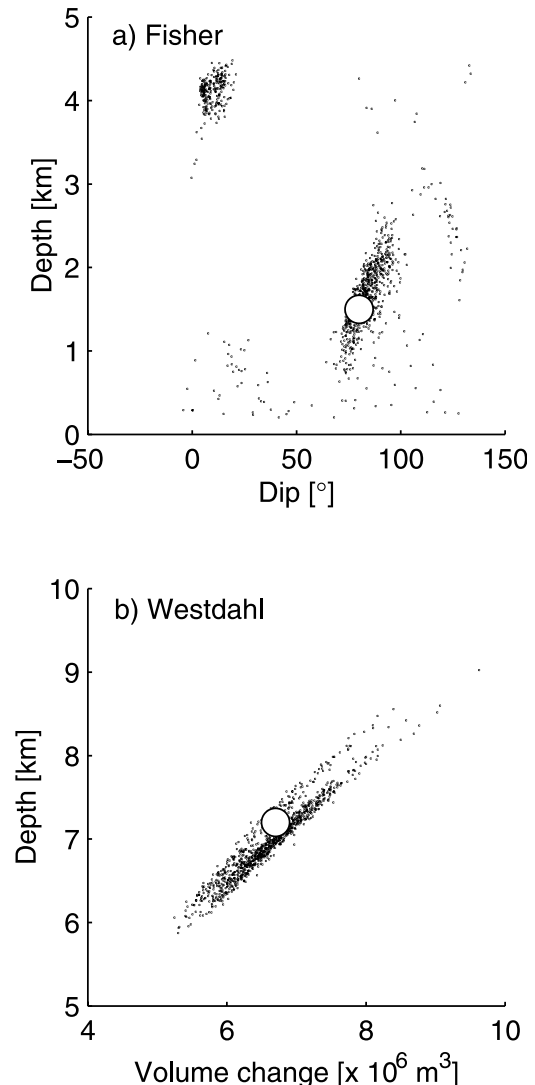 a) Fisher
5
4
3
2
1
0
Depth [km]
−50 0 50 100 150
Dip [°]
b) Westdahl
10
9
8
7
6
5
Depth [km]
4 6 8 10
Volume change [x 10⁶ m³]